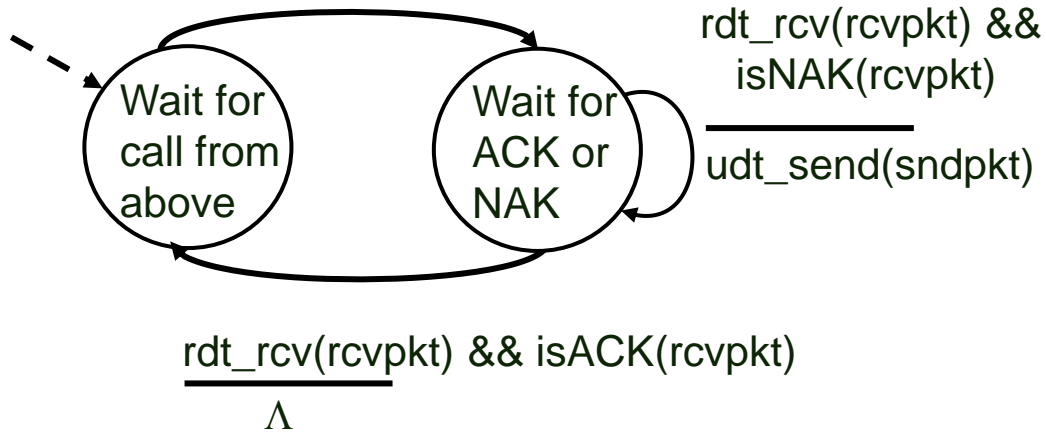 Wait for
call from
above
Wait for
ACK or
NAK
rdt_rcv(rcvpkt) &&
isNAK(rcvpkt)
udt_send(sndpkt)
rdt_rcv(rcvpkt) && isACK(rcvpkt)
Λ